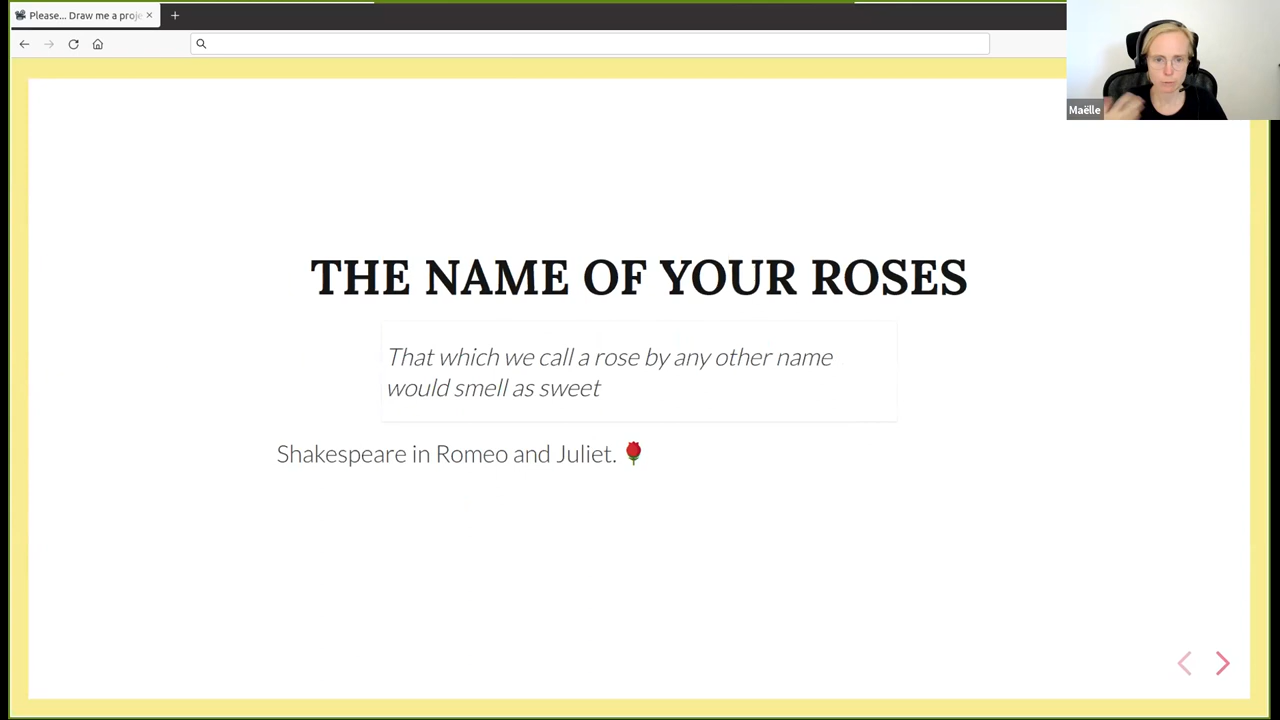 Please... Draw me a proje
Maëlle
THE NAME OF YOUR ROSES
That which we call a rose by any other name
would smell as sweet
Shakespeare in Romeo and Juliet. 🌹